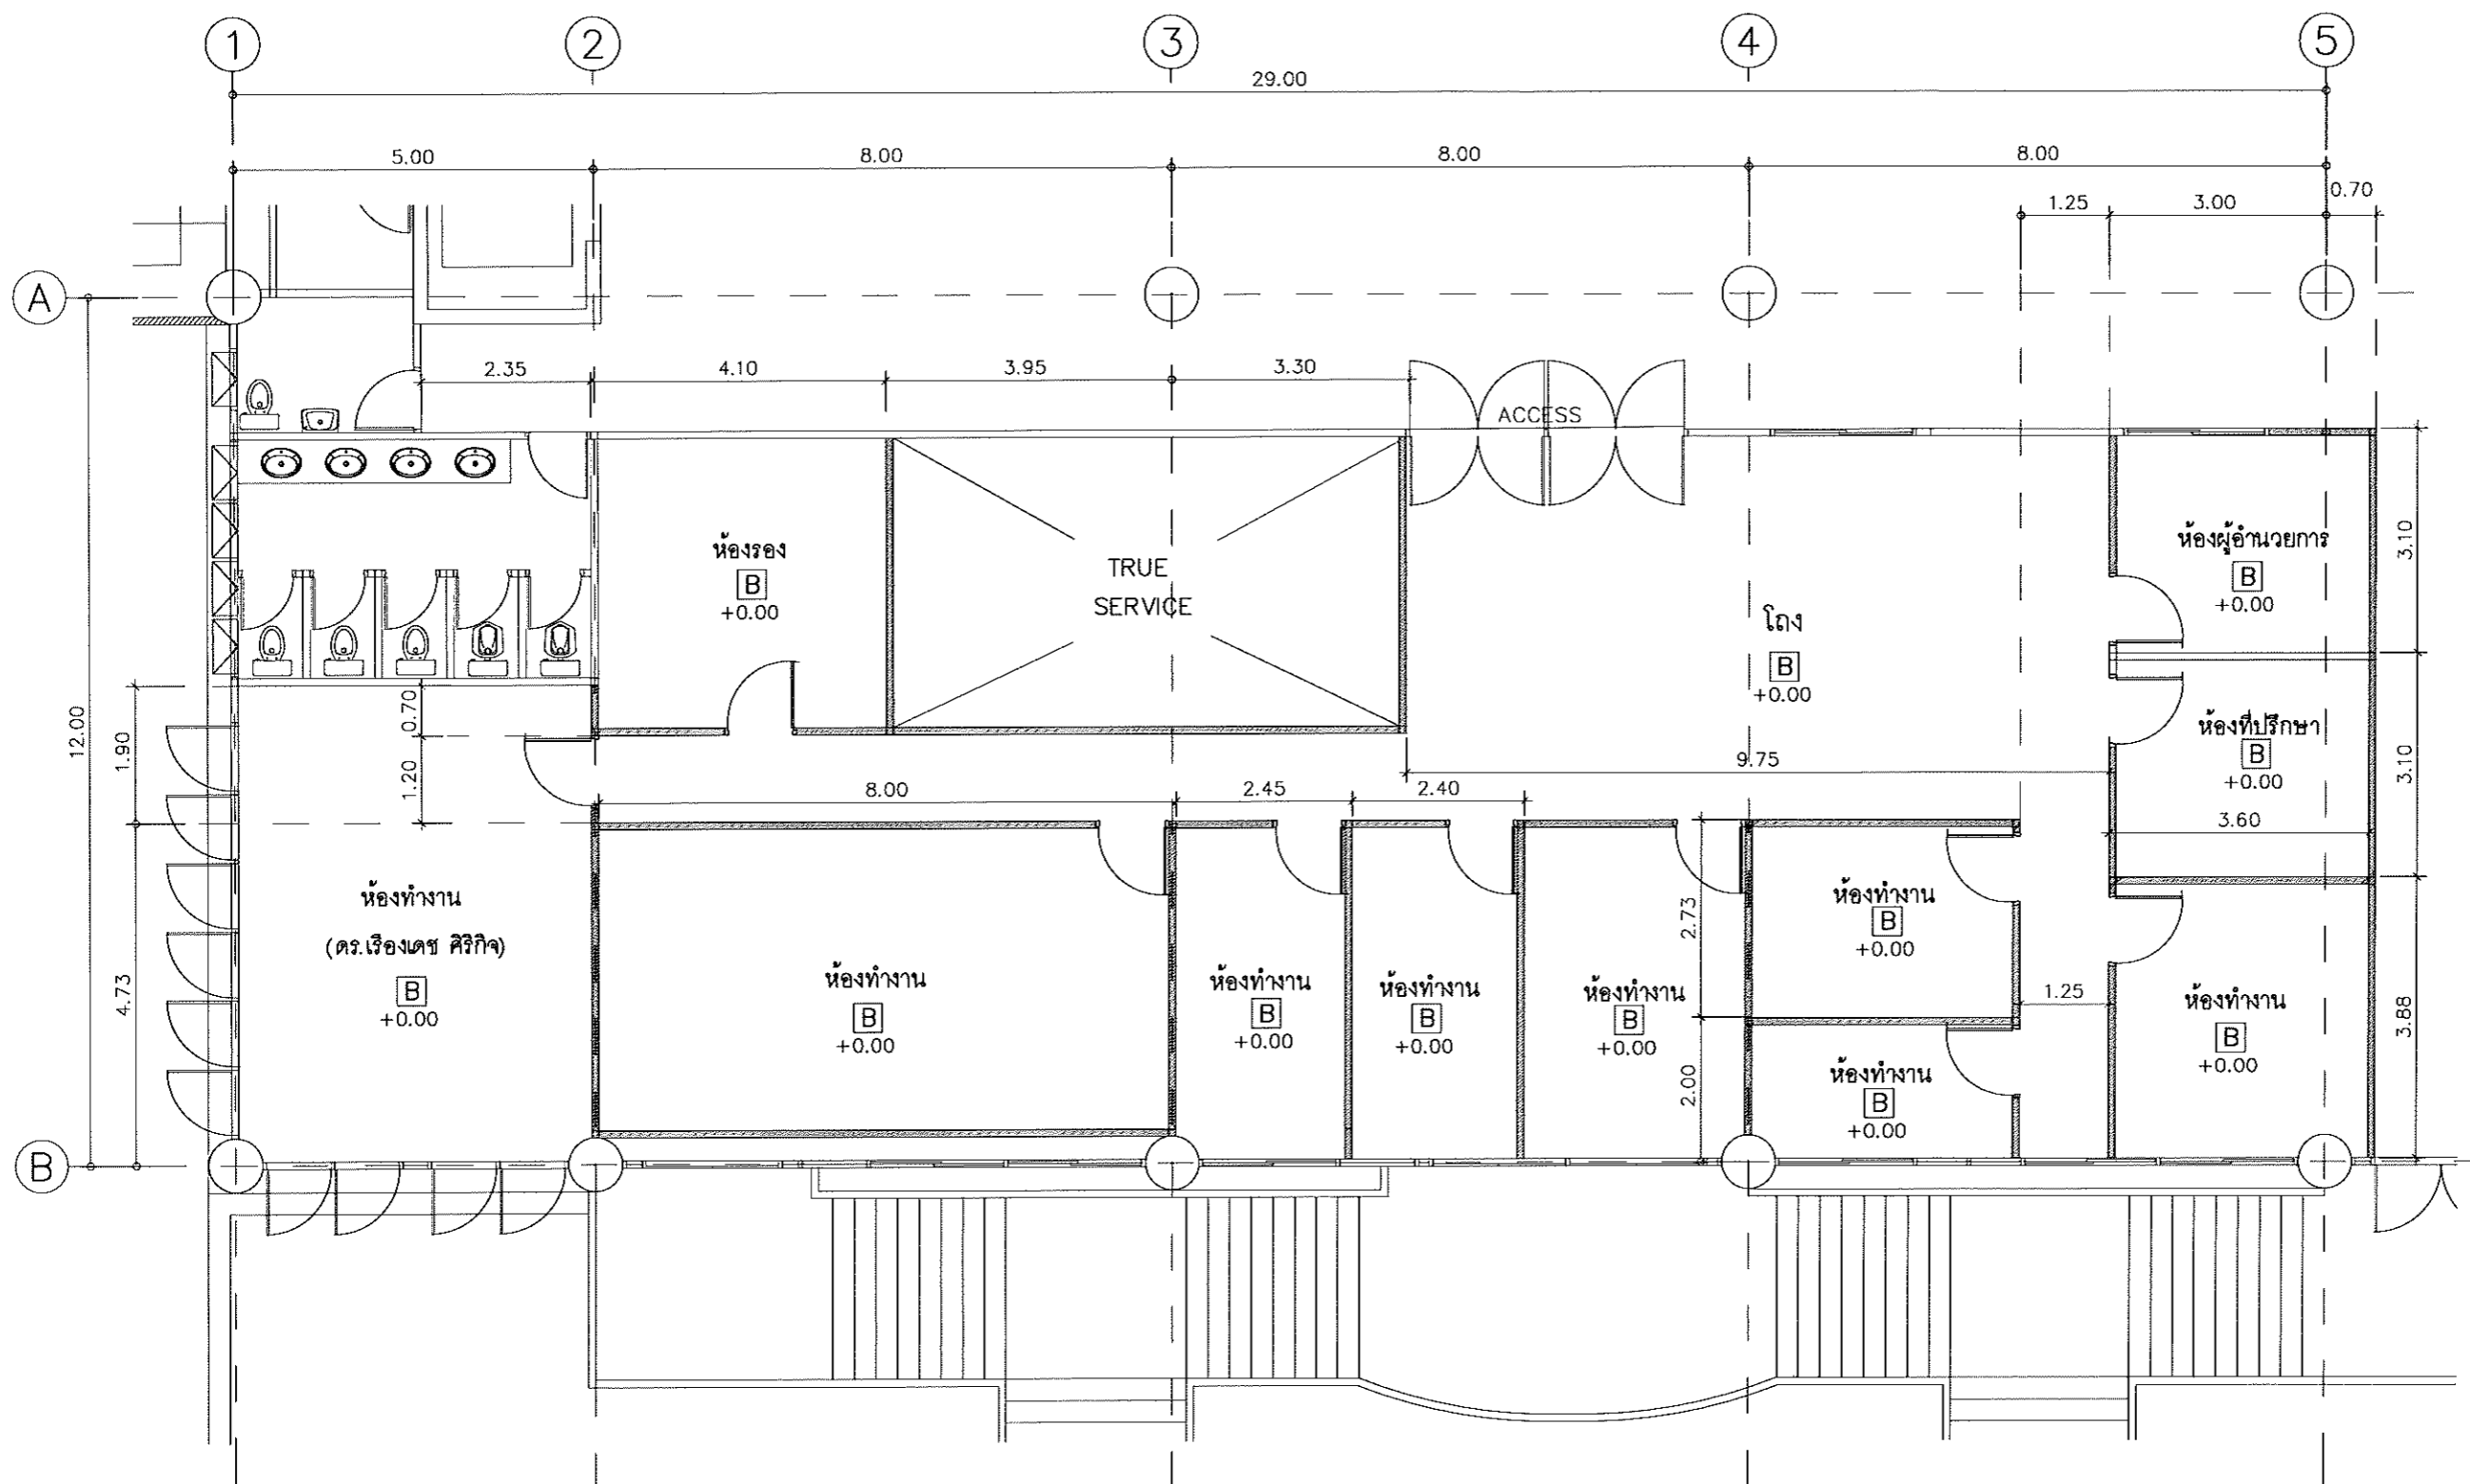 1
2
3
4
5
29.00
5.00
8.00
8.00
8.00
0.70
1.25
3.00
A
2.35
4.10
3.95
3.30
ACCESS
ห้องรอง
B
+0.00
TRUE
SERVICE
โถง
B
+0.00
ห้องผู้อำนวยการ
B
+0.00
3.10
ห้องที่ปรึกษา
B
+0.00
3.10
3.60
12.00
1.90
0.70
1.20
9.75
8.00
2.45
2.40
4.73
ห้องทำงาน
(ดร.เรืองเดช ศิริกิจ)
B
+0.00
ห้องทำงาน
B
+0.00
ห้องทำงาน
B
+0.00
ห้องทำงาน
B
+0.00
ห้องทำงาน
B
+0.00
2.73
2.00
ห้องทำงาน
B
+0.00
ห้องทำงาน
B
+0.00
1.25
ห้องทำงาน
B
+0.00
3.88
B